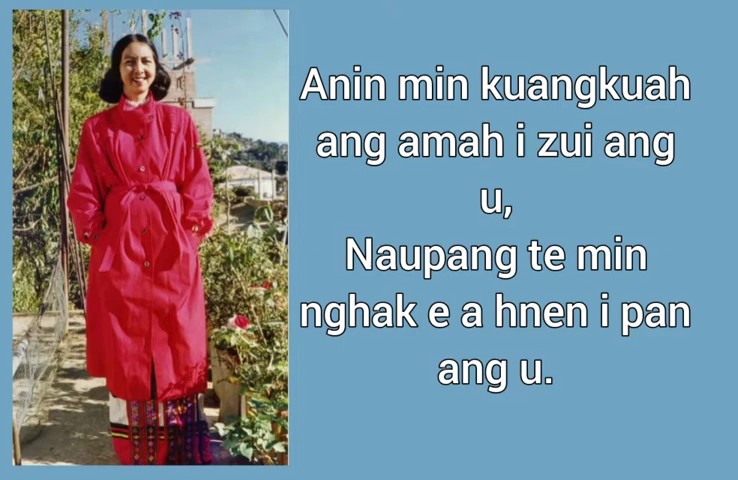 Anin min kuangkuah
ang amah i zui ang
u,
Naupang te min
nghak e a hnen i pan
ang u.